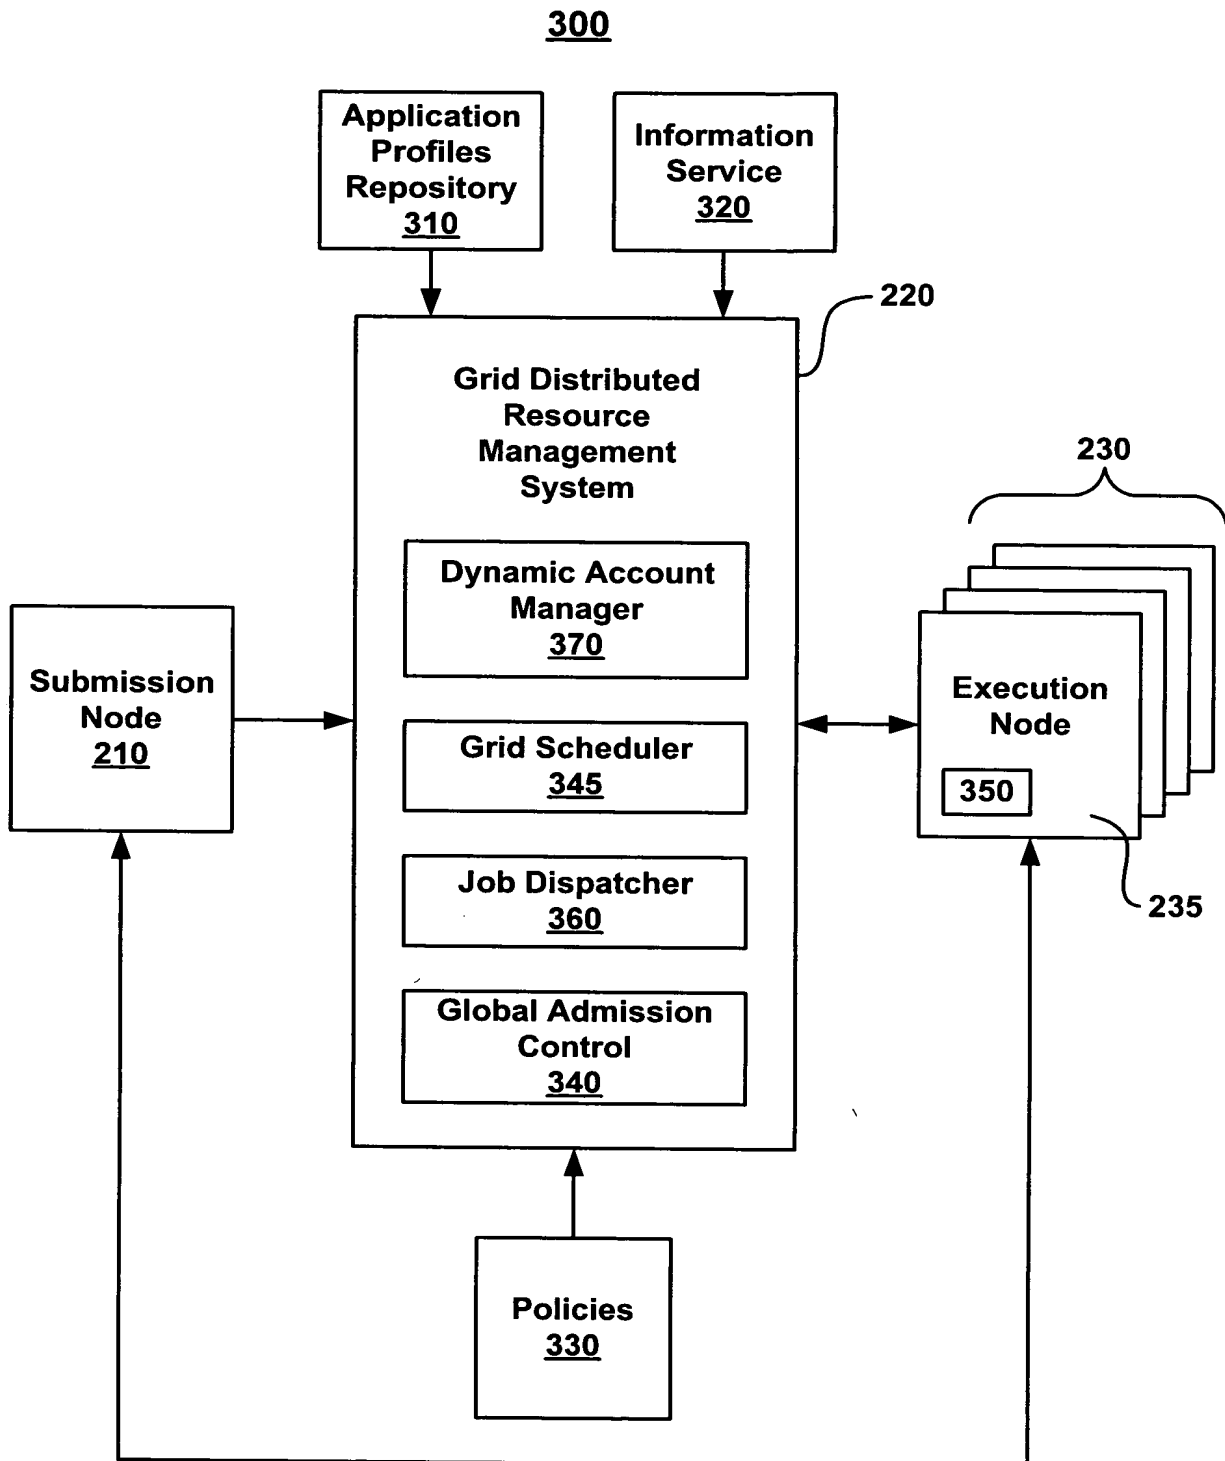 300
Application
Profiles
Repository
310
Information
Service
320
220
Grid Distributed
Resource
Management
System
230
Dynamic Account
Manager
370
Submission
Node
210
Execution
Node
Grid Scheduler
345
350
Job Dispatcher
360
235
Global Admission
Control
340
Policies
330